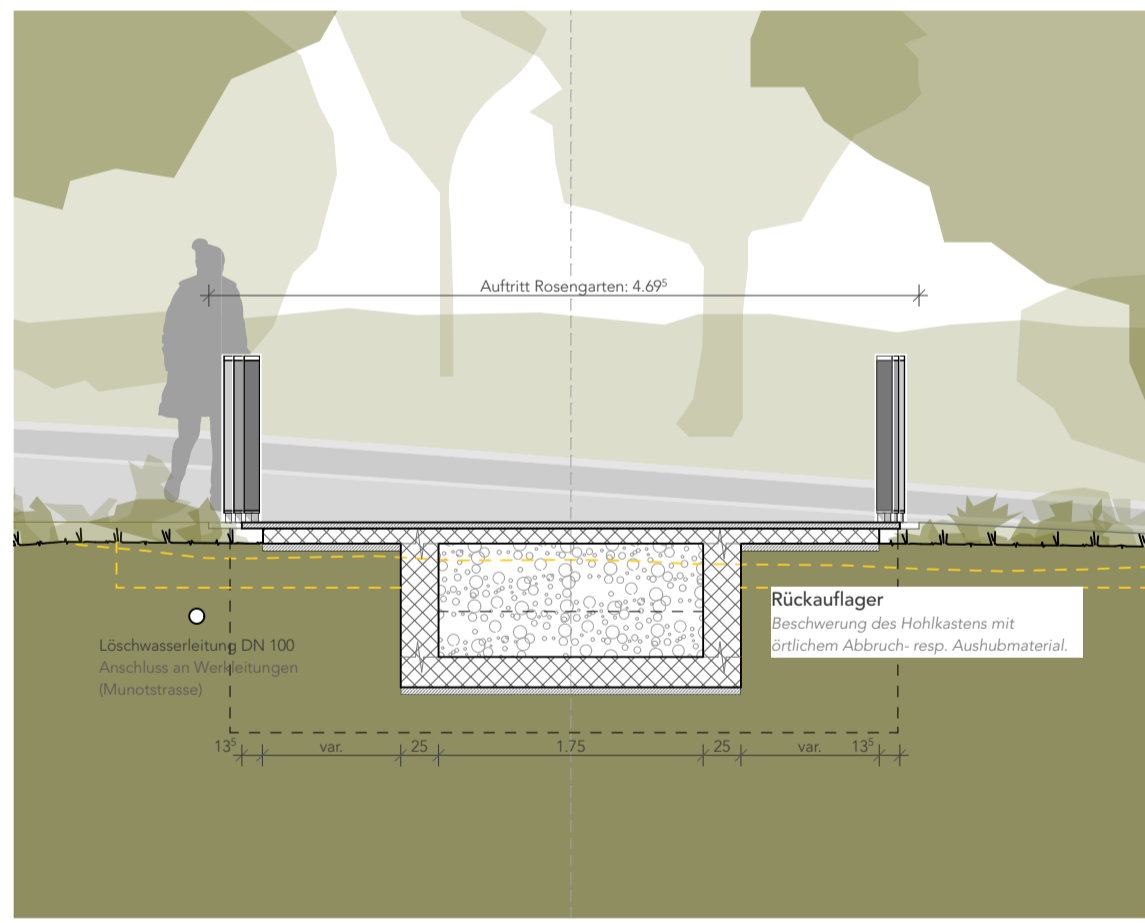 Auftritt Rosengarten: 4.69⁵
Rückauflager
Beschwerung des Hohlkastens mit
örtlichem Abbruch- resp. Aushubmaterial.
Löschwasserleitung DN 100
Anschluss an Werkleitungen
(Munotstrasse)
13⁵ var. 25 1.75 25 var. 13⁵